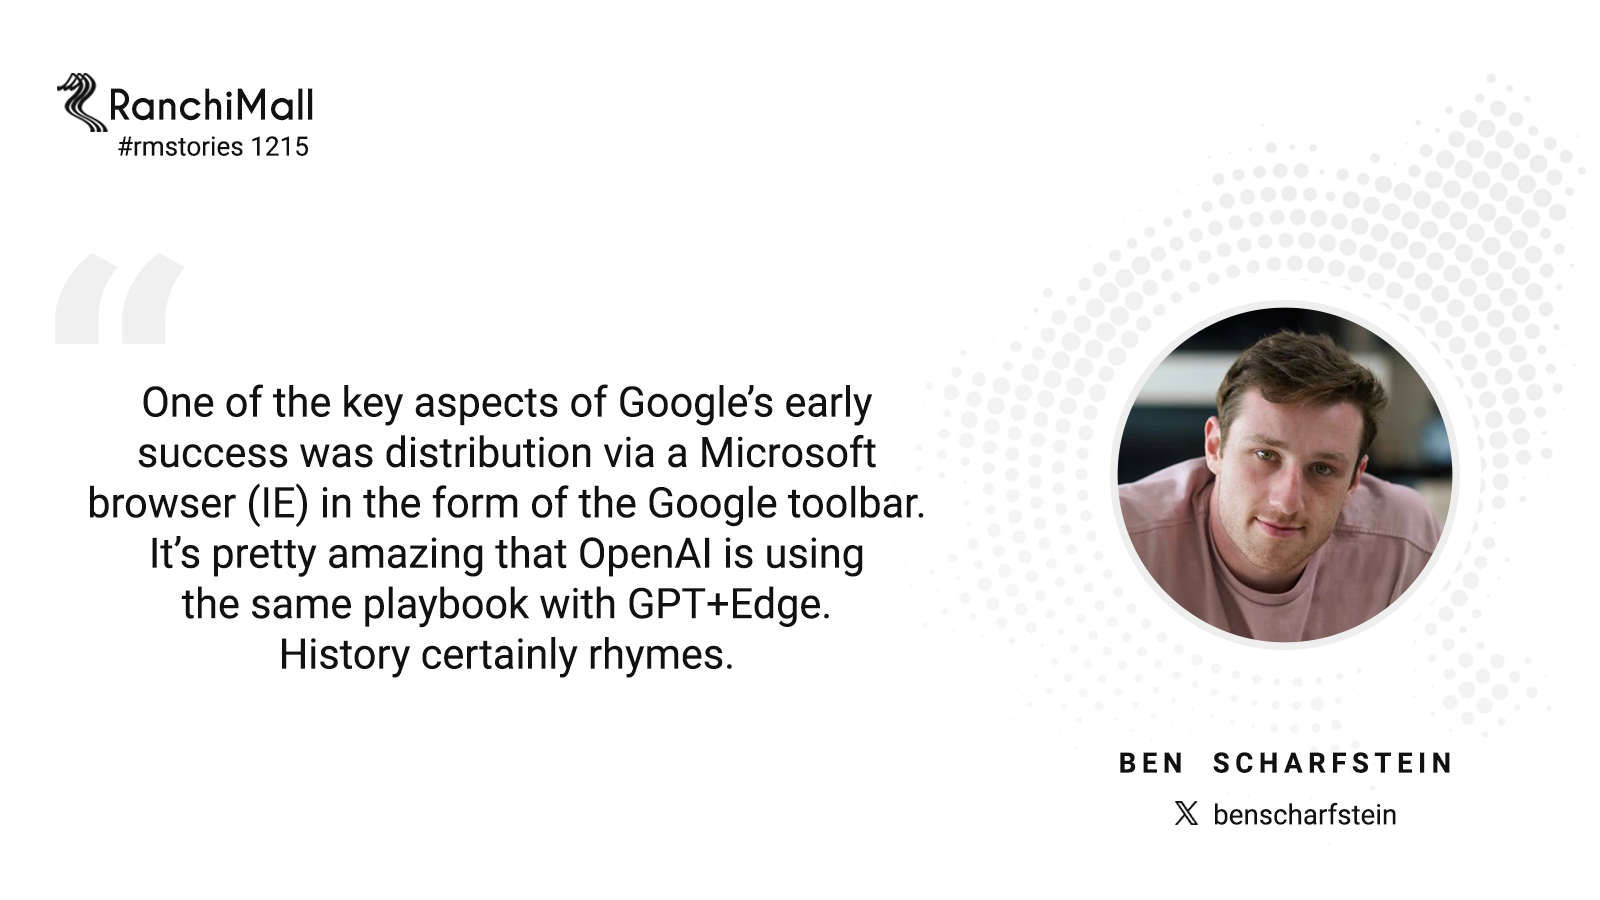 RanchiMall
#rmstories 1215
“
One of the key aspects of Google’s early
success was distribution via a Microsoft
browser (IE) in the form of the Google toolbar.
It’s pretty amazing that OpenAI is using
the same playbook with GPT+Edge.
History certainly rhymes.
BEN SCHARFSTEIN
𝕏 benscharfstein